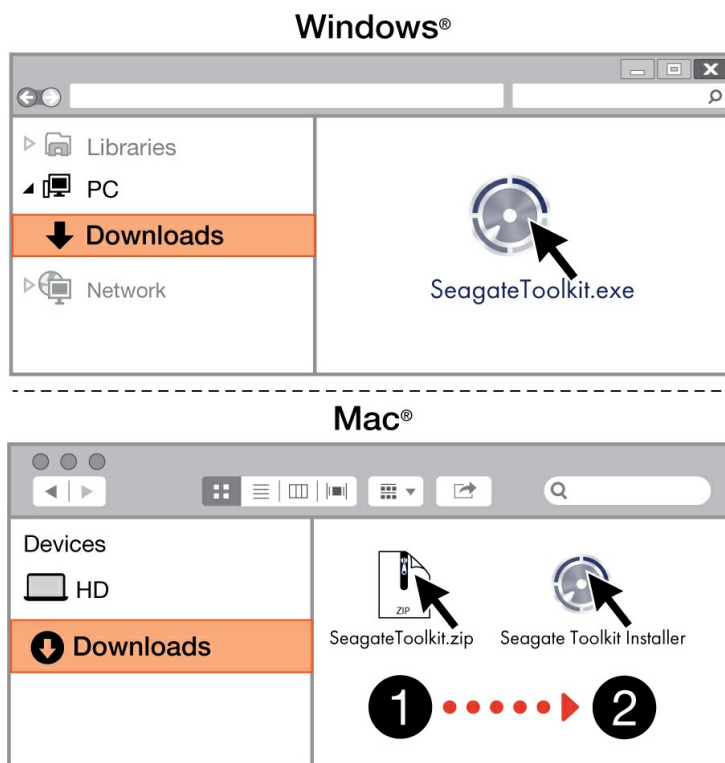 Windows®
Libraries
PC
Downloads
Network
SeagateToolkit.exe
Mac®
Devices
HD
Downloads
ZIP
SeagateToolkit.zip Seagate Toolkit Installer
1 2